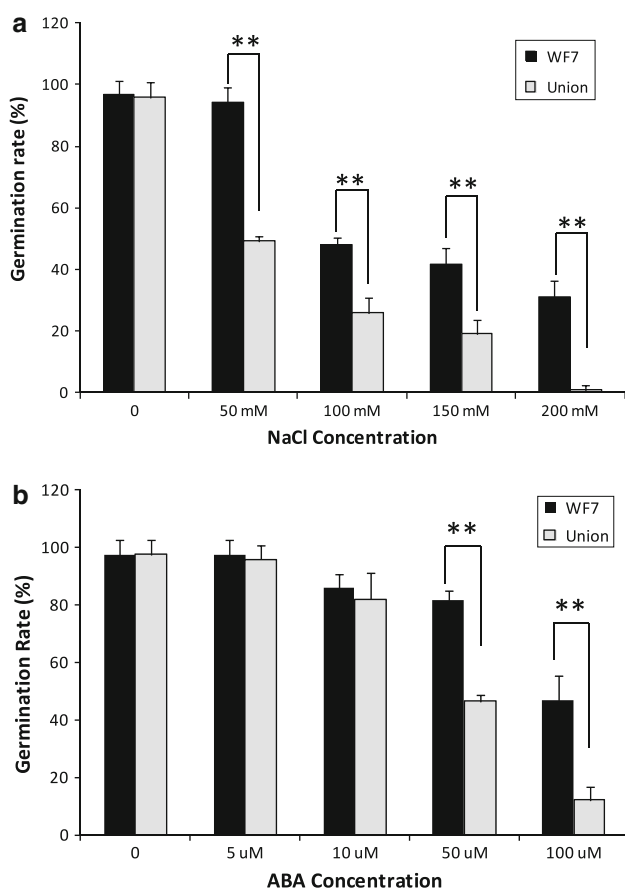 a
120
100
80
60
40
20
0
Germination rate (%)
**
**
**
**
WF7
Union
0 50 mM 100 mM 150 mM 200 mM
NaCl Concentration
b
120
100
80
60
40
20
0
Germination Rate (%)
**
**
WF7
Union
0 5 uM 10 uM 50 uM 100 uM
ABA Concentration